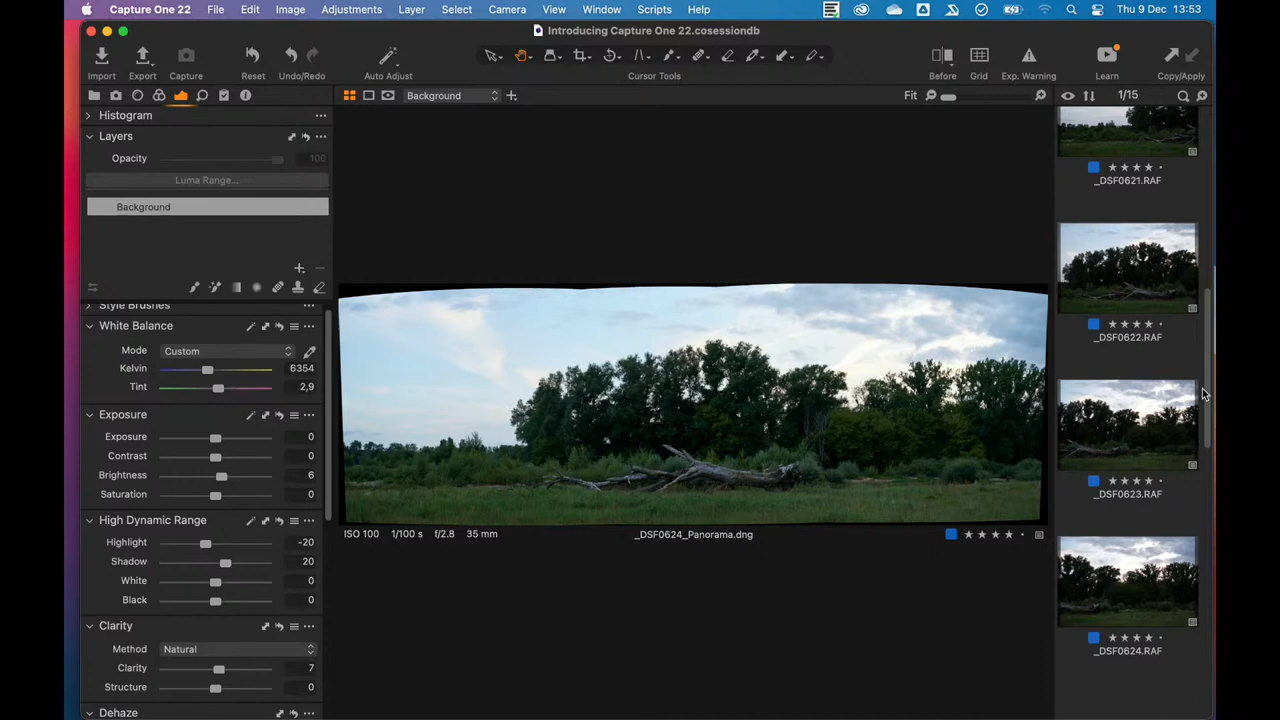 Capture One 22 File Edit Image Adjustments Layer Select Camera View Window Scripts Help Thu 9 Dec 13:53
Introducing Capture One 22.cosessiondb
Import Export Capture Reset Undo/Redo Auto Adjust Cursor Tools Before Grid Exp. Warning Learn Copy/Apply
Background Fit 1/15
Histogram
Layers
Opacity 100
Luma Range...
Background
Style Brushes
White Balance
Mode Custom
Kelvin 6354
Tint 2,9
Exposure
Exposure 0
Contrast 0
Brightness 6
Saturation 0
High Dynamic Range
Highlight -20
Shadow 20
White 0
Black 0
Clarity
Method Natural
Clarity 7
Structure 0
Dehaze
ISO 100 1/100 s f/2.8 35 mm _DSF0624_Panorama.dng
_DSF0621.RAF
_DSF0622.RAF
_DSF0623.RAF
_DSF0624.RAF